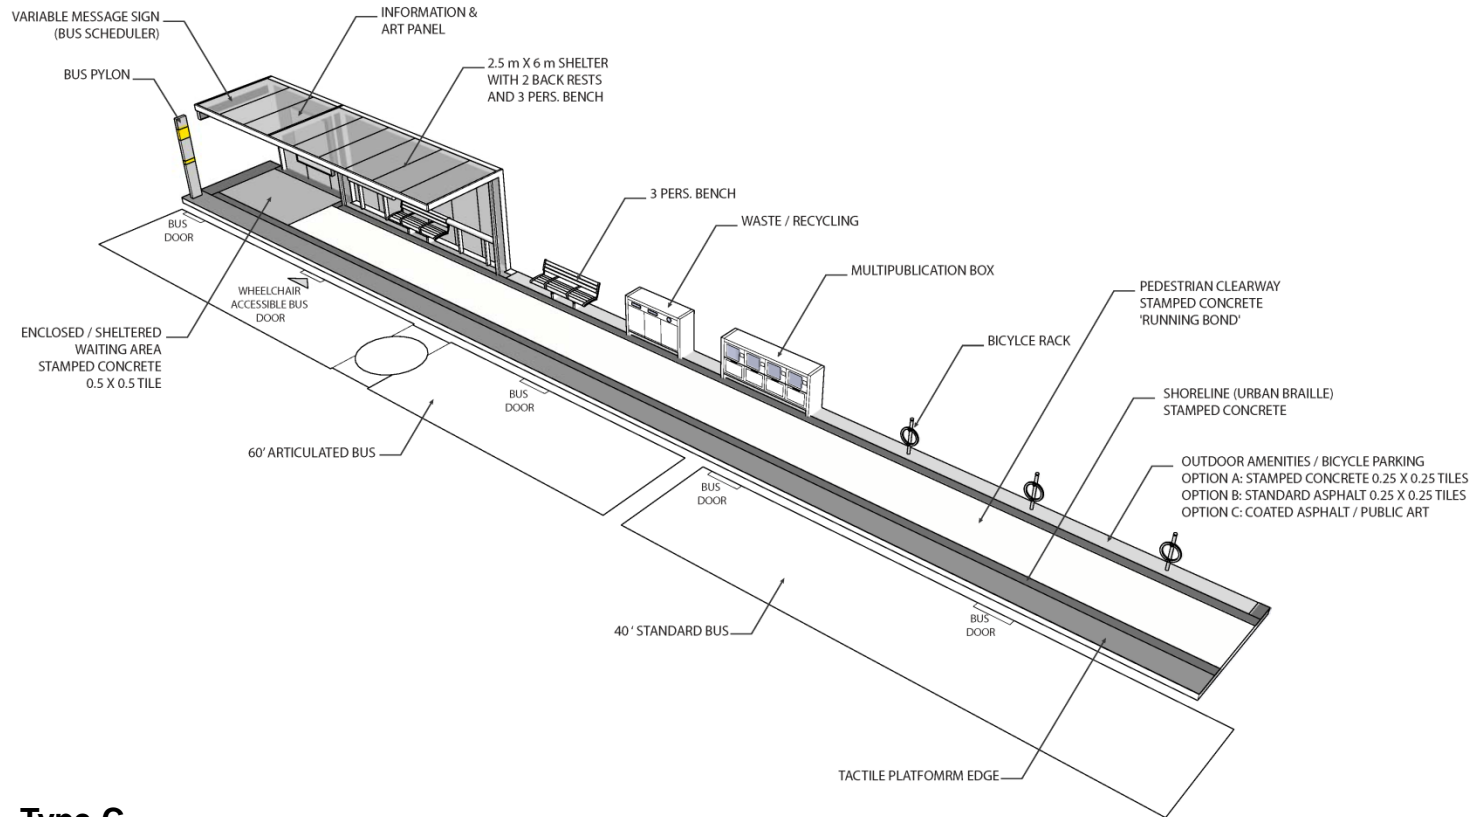 VARIABLE MESSAGE SIGN
(BUS SCHEDULER)
INFORMATION &
ART PANEL
BUS PYLON
2.5 m X 6 m SHELTER
WITH 2 BACK RESTS
AND 3 PERS. BENCH
3 PERS. BENCH
WASTE / RECYCLING
MULTIPUBLICATION BOX
PEDESTRIAN CLEARWAY
STAMPED CONCRETE
'RUNNING BOND'
BICYLCE RACK
BUS
DOOR
WHEELCHAIR
ACCESSIBLE BUS
DOOR
ENCLOSED / SHELTERED
WAITING AREA
STAMPED CONCRETE
0.5 X 0.5 TILE
BUS
DOOR
SHORELINE (URBAN BRAILLE)
STAMPED CONCRETE
60' ARTICULATED BUS
OUTDOOR AMENITIES / BICYCLE PARKING
OPTION A: STAMPED CONCRETE 0.25 X 0.25 TILES
OPTION B: STANDARD ASPHALT 0.25 X 0.25 TILES
OPTION C: COATED ASPHALT / PUBLIC ART
BUS
DOOR
40 ' STANDARD BUS
BUS
DOOR
TACTILE PLATFOMRM EDGE